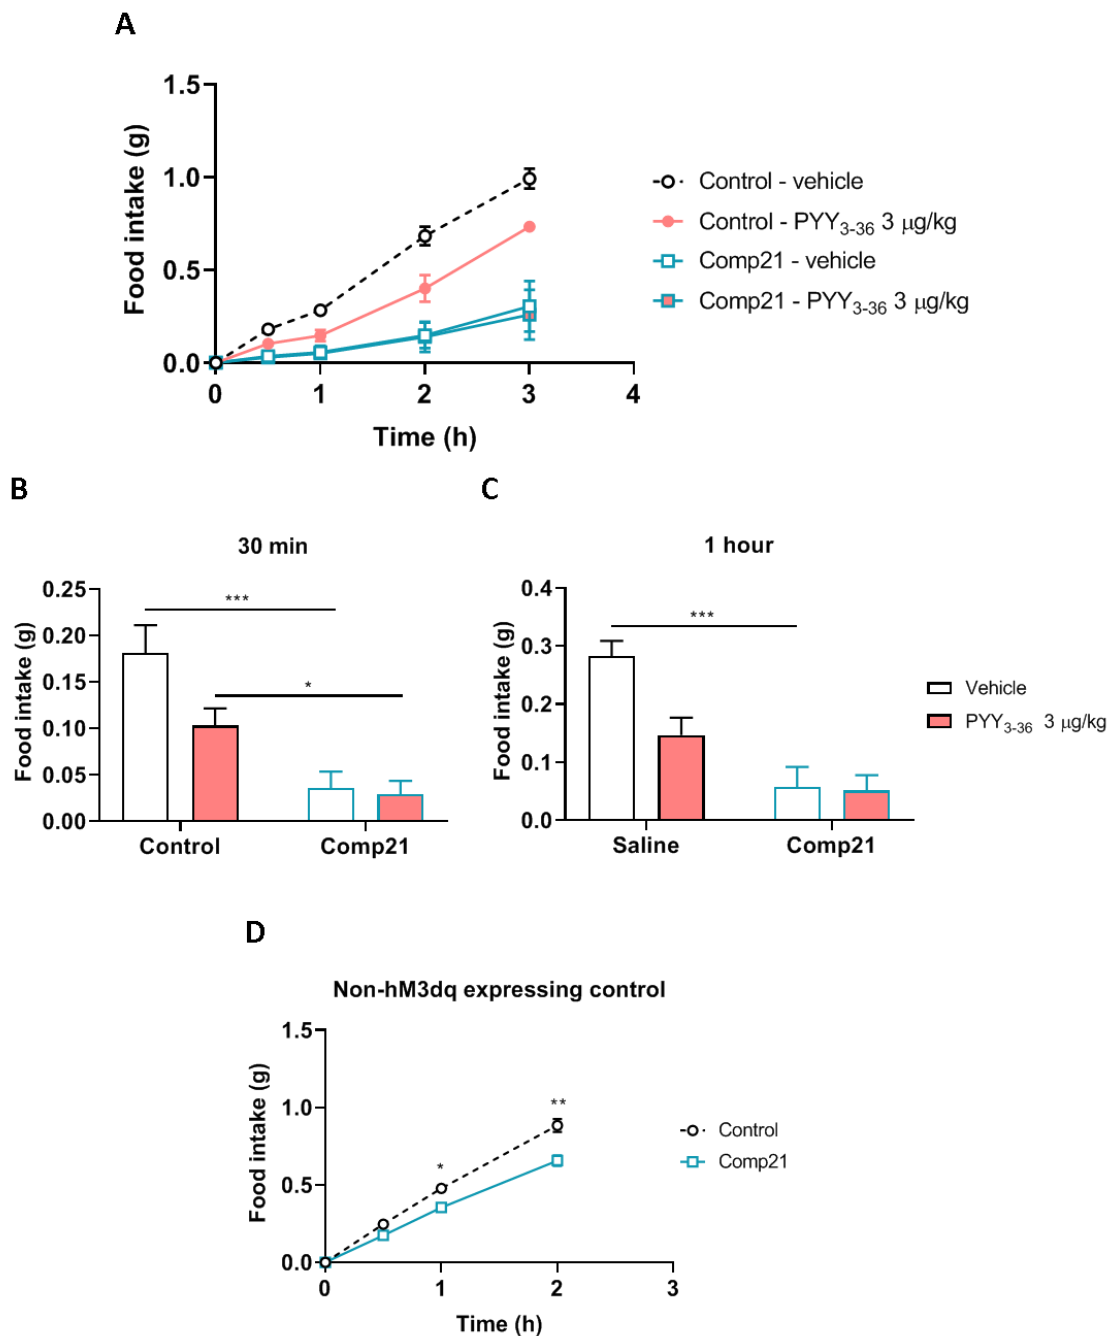 A
Food intake (g)
1.5
1.0
0.5
0.0
0 1 2 3 4
Time (h)
Control - vehicle
Control - PYY3-36 3 μg/kg
Comp21 - vehicle
Comp21 - PYY3-36 3 μg/kg
B
30 min
Food intake (g)
0.25
0.20
0.15
0.10
0.05
0.00
***
*
Control Comp21
C
1 hour
Food intake (g)
0.4
0.3
0.2
0.1
0.0
***
Saline Comp21
Vehicle
PYY3-36 3 μg/kg
D
Non-hM3dq expressing control
Food intake (g)
1.5
1.0
0.5
0.0
*
**
0 1 2 3
Time (h)
Control
Comp21